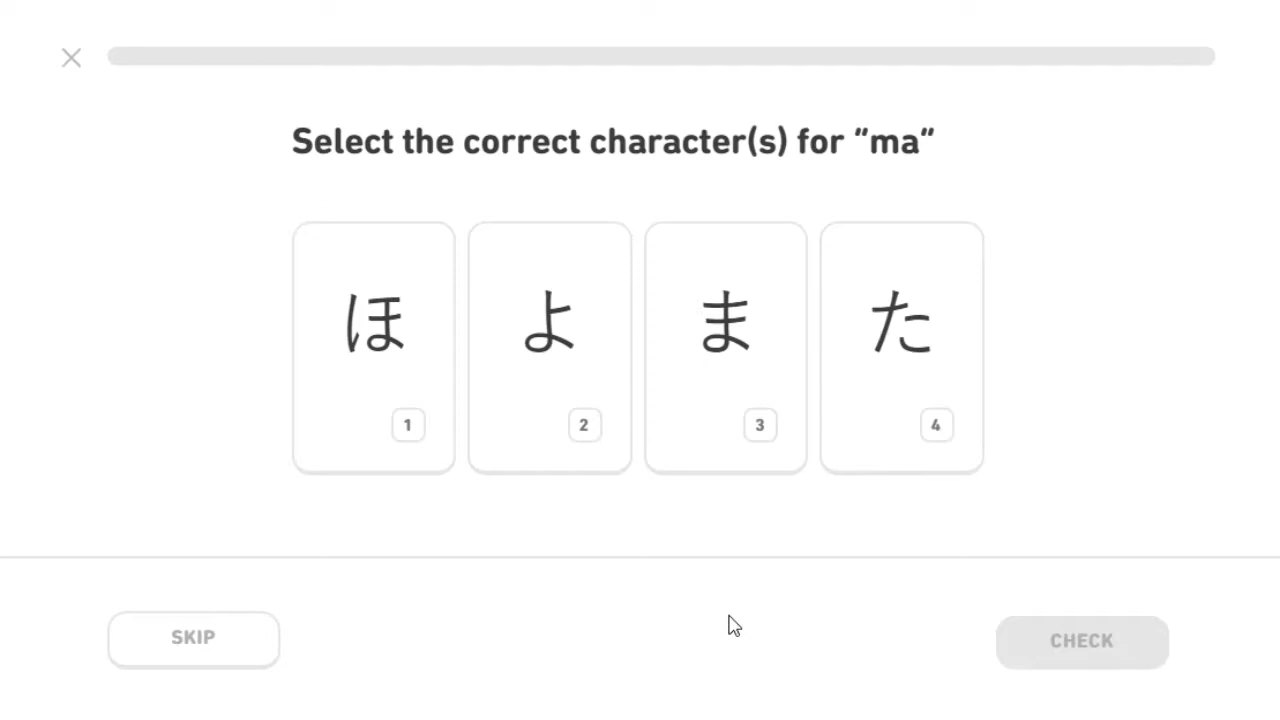 Select the correct character(s) for “ma”
ほ よ ま た
1 2 3 4
SKIP CHECK